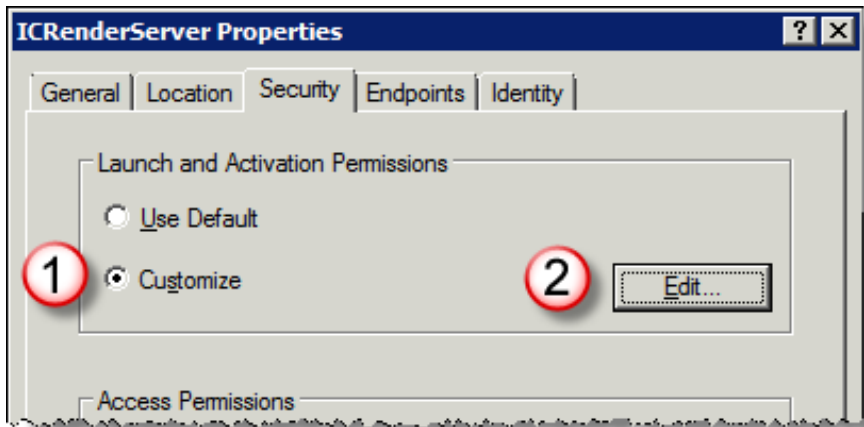 ICRenderServer Properties ? X
General Location Security Endpoints Identity
Launch and Activation Permissions
Use Default
1 Customize 2 Edit...
Access Permissions